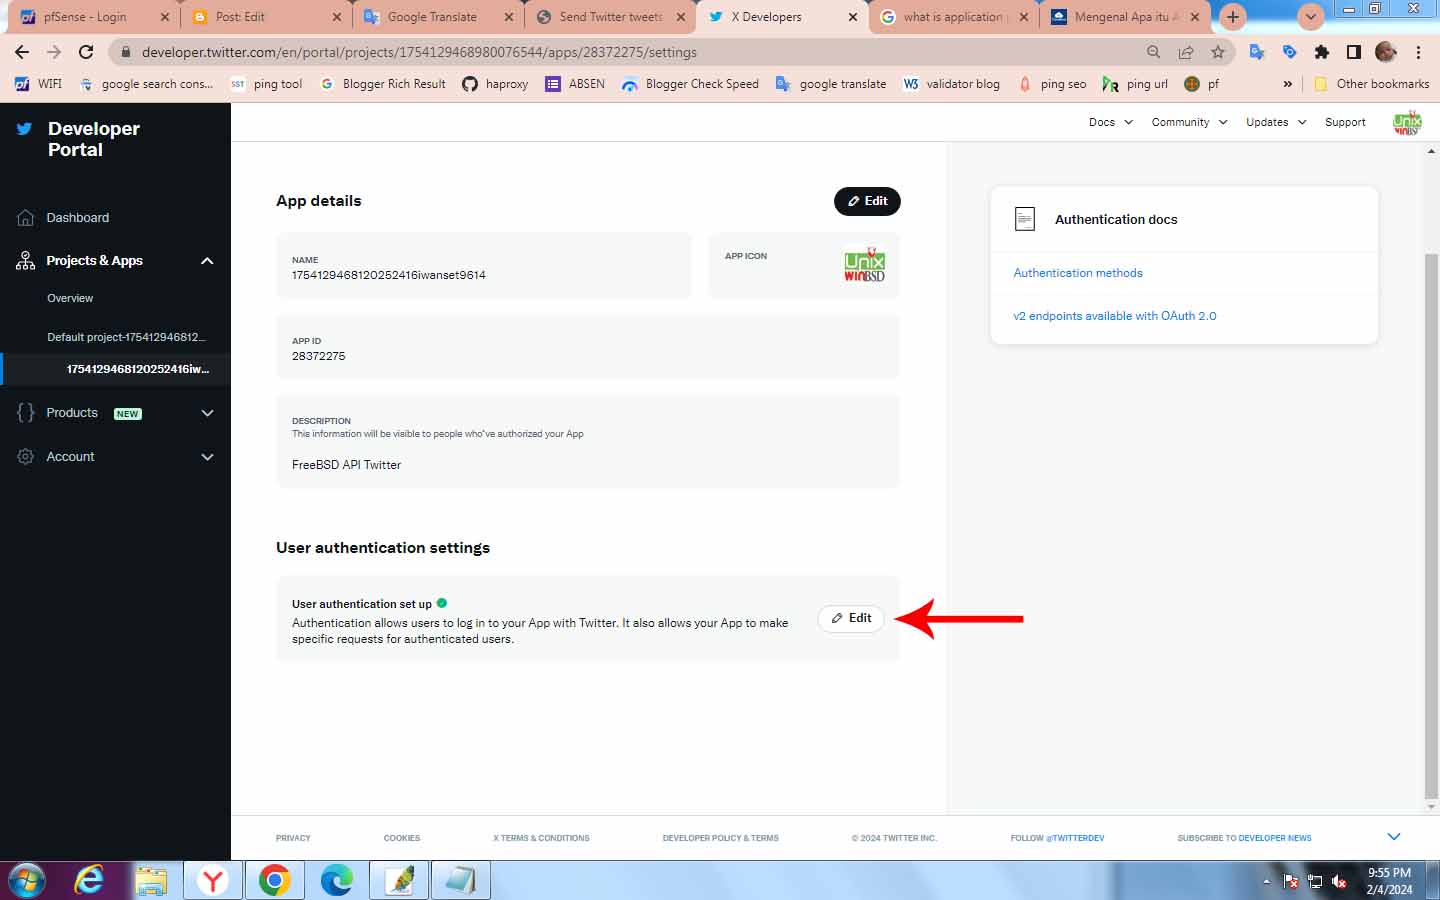 pfSense - Login
Post: Edit
Google Translate
Send Twitter tweets
X Developers
what is application
Mengenal Apa itu
developer.twitter.com/en/portal/projects/1754129468980076544/apps/28372275/settings
pf WIFI
google search cons...
SST ping tool
Blogger Rich Result
haproxy
ABSEN
Blogger Check Speed
google translate
W3 validator blog
ping seo
ping url
pf
»
Other bookmarks
Developer
Portal
Docs
Community
Updates
Support
Unix
WINBSD
Dashboard
Projects & Apps
Overview
Default project-175412946812...
1754129468120252416iw...
Products NEW
Account
App details
Edit
NAME
1754129468120252416iwanset9614
APP ICON
Unix
WINBSD
APP ID
28372275
DESCRIPTION
This information will be visible to people who've authorized your App
FreeBSD API Twitter
User authentication settings
User authentication set up
Authentication allows users to log in to your App with Twitter. It also allows your App to make
specific requests for authenticated users.
Edit
Authentication docs
Authentication methods
v2 endpoints available with OAuth 2.0
PRIVACY
COOKIES
X TERMS & CONDITIONS
DEVELOPER POLICY & TERMS
© 2024 TWITTER INC.
FOLLOW @TWITTERDEV
SUBSCRIBE TO DEVELOPER NEWS
9:55 PM
2/4/2024